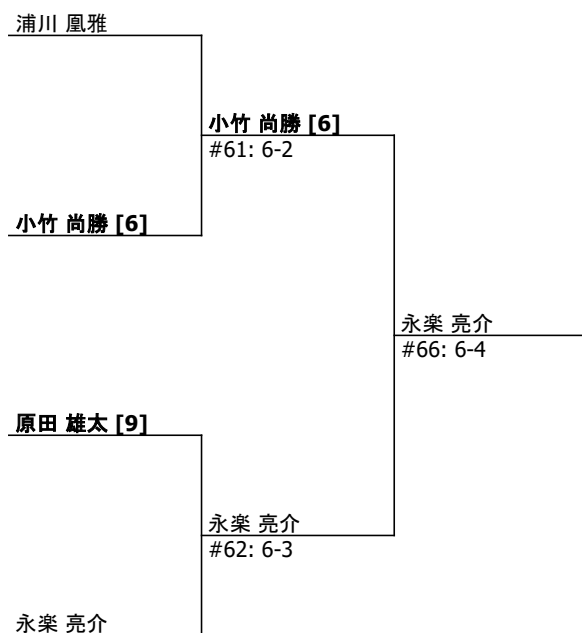 浦川 凰雅
小竹 尚勝 [6]
#61: 6-2
小竹 尚勝 [6]
永楽 亮介
#66: 6-4
原田 雄太 [9]
永楽 亮介
#62: 6-3
永楽 亮介